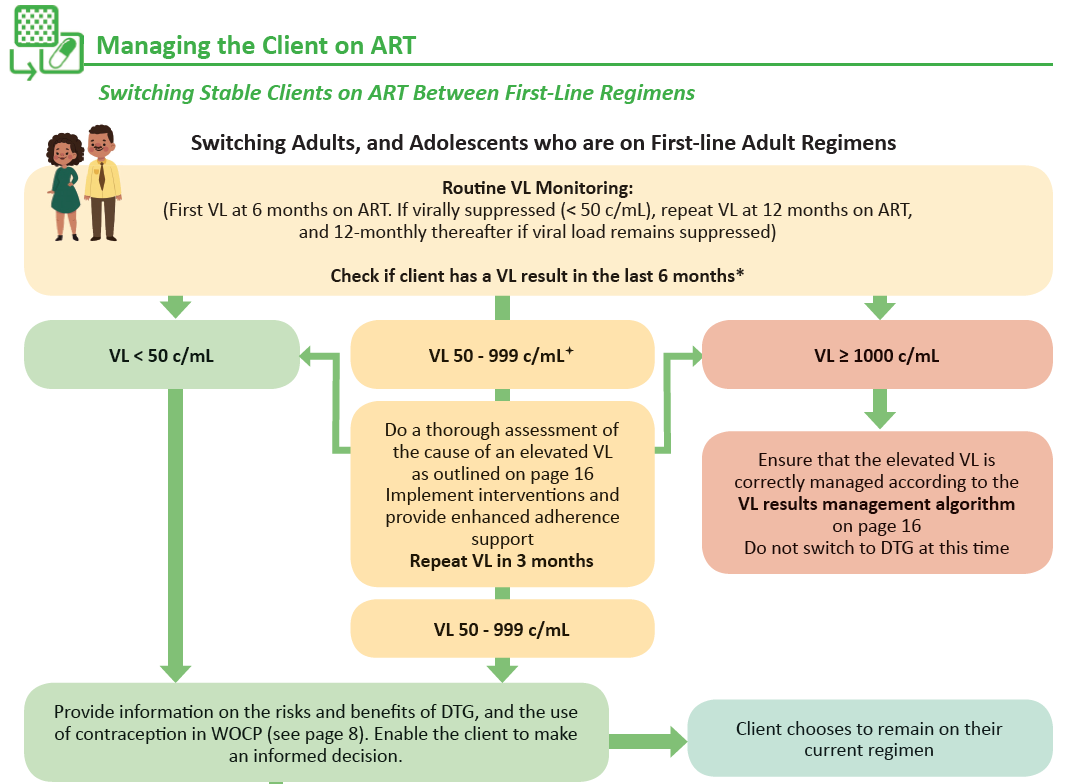 Managing the Client on ART
Switching Stable Clients on ART Between First-Line Regimens
Switching Adults, and Adolescents who are on First-line Adult Regimens
Routine VL Monitoring:
(First VL at 6 months on ART. If virally suppressed (< 50 c/mL), repeat VL at 12 months on ART,
and 12-monthly thereafter if viral load remains suppressed)
Check if client has a VL result in the last 6 months*
VL < 50 c/mL
VL 50 - 999 c/mL✦
VL ≥ 1000 c/mL
Do a thorough assessment of
the cause of an elevated VL
as outlined on page 16
Implement interventions and
provide enhanced adherence
support
Repeat VL in 3 months
Ensure that the elevated VL is
correctly managed according to the
VL results management algorithm
on page 16
Do not switch to DTG at this time
VL 50 - 999 c/mL
Provide information on the risks and benefits of DTG, and the use
of contraception in WOCP (see page 8). Enable the client to make
an informed decision.
Client chooses to remain on their
current regimen